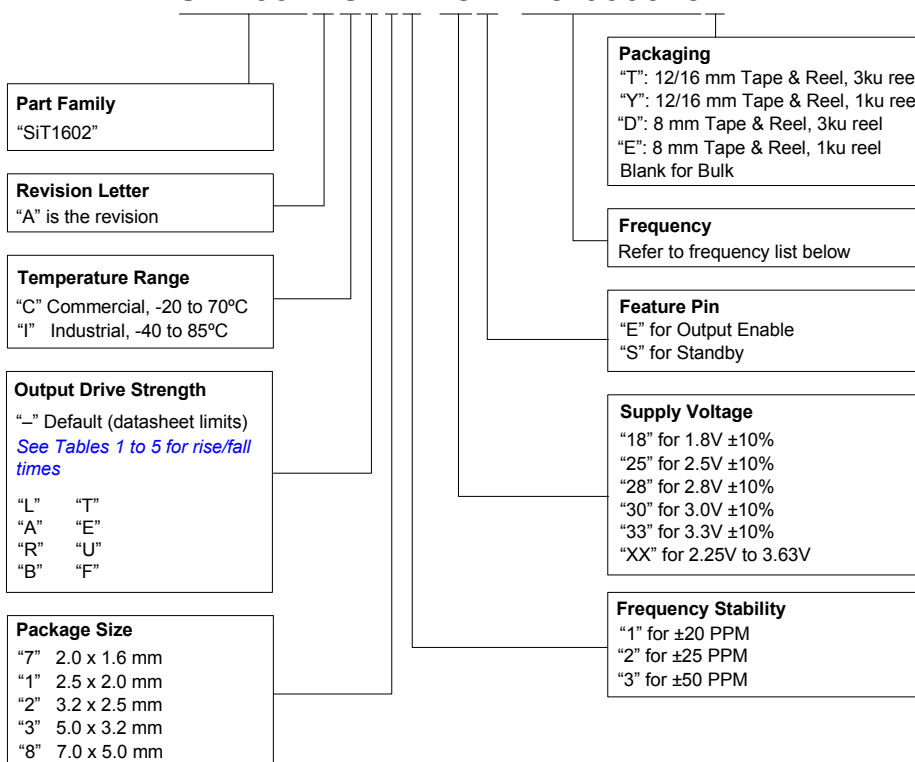 Part Family
“SiT1602”
Revision Letter
“A” is the revision
Temperature Range
“C” Commercial, -20 to 70ºC
“I” Industrial, -40 to 85ºC
Output Drive Strength
“–” Default (datasheet limits)
See Tables 1 to 5 for rise/fall
times
“L” “T”
“A” “E”
“R” “U”
“B” “F”
Package Size
“7” 2.0 x 1.6 mm
“1” 2.5 x 2.0 mm
“2” 3.2 x 2.5 mm
“3” 5.0 x 3.2 mm
“8” 7.0 x 5.0 mm
Packaging
“T”: 12/16 mm Tape & Reel, 3ku ree
“Y”: 12/16 mm Tape & Reel, 1ku ree
“D”: 8 mm Tape & Reel, 3ku reel
“E”: 8 mm Tape & Reel, 1ku reel
Blank for Bulk
Frequency
Refer to frequency list below
Feature Pin
“E” for Output Enable
“S” for Standby
Supply Voltage
“18” for 1.8V ±10%
“25” for 2.5V ±10%
“28” for 2.8V ±10%
“30” for 3.0V ±10%
“33” for 3.3V ±10%
“XX” for 2.25V to 3.63V
Frequency Stability
“1” for ±20 PPM
“2” for ±25 PPM
“3” for ±50 PPM